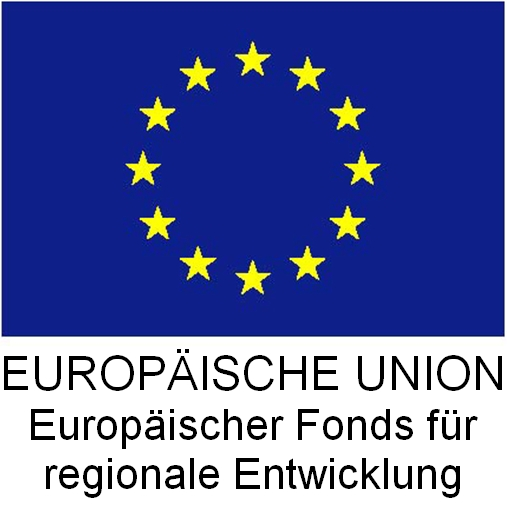 EUROPÄISCHE UNION
Europäischer Fonds für
regionale Entwicklung